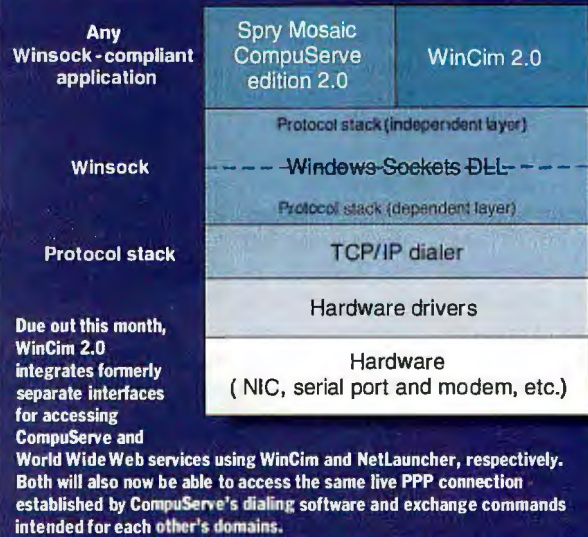 Any
Winsock-compliant
application
Spry Mosaic
CompuServe
edition 2.0
WinCim 2.0
Winsock
Protocol stack (independent layer)
Windows Sockets DLL
Protocol stack (dependent layer)
Protocol stack
TCP/IP dialer
Hardware drivers
Hardware
( NIC, serial port and modem, etc.)
Due out this month,
WinCim 2.0
integrates formerly
separate interfaces
for accessing
CompuServe and
World Wide Web services using WinCim and NetLauncher, respectively.
Both will also now be able to access the same live PPP connection
established by CompuServe's dialing software and exchange commands
intended for each other's domains.